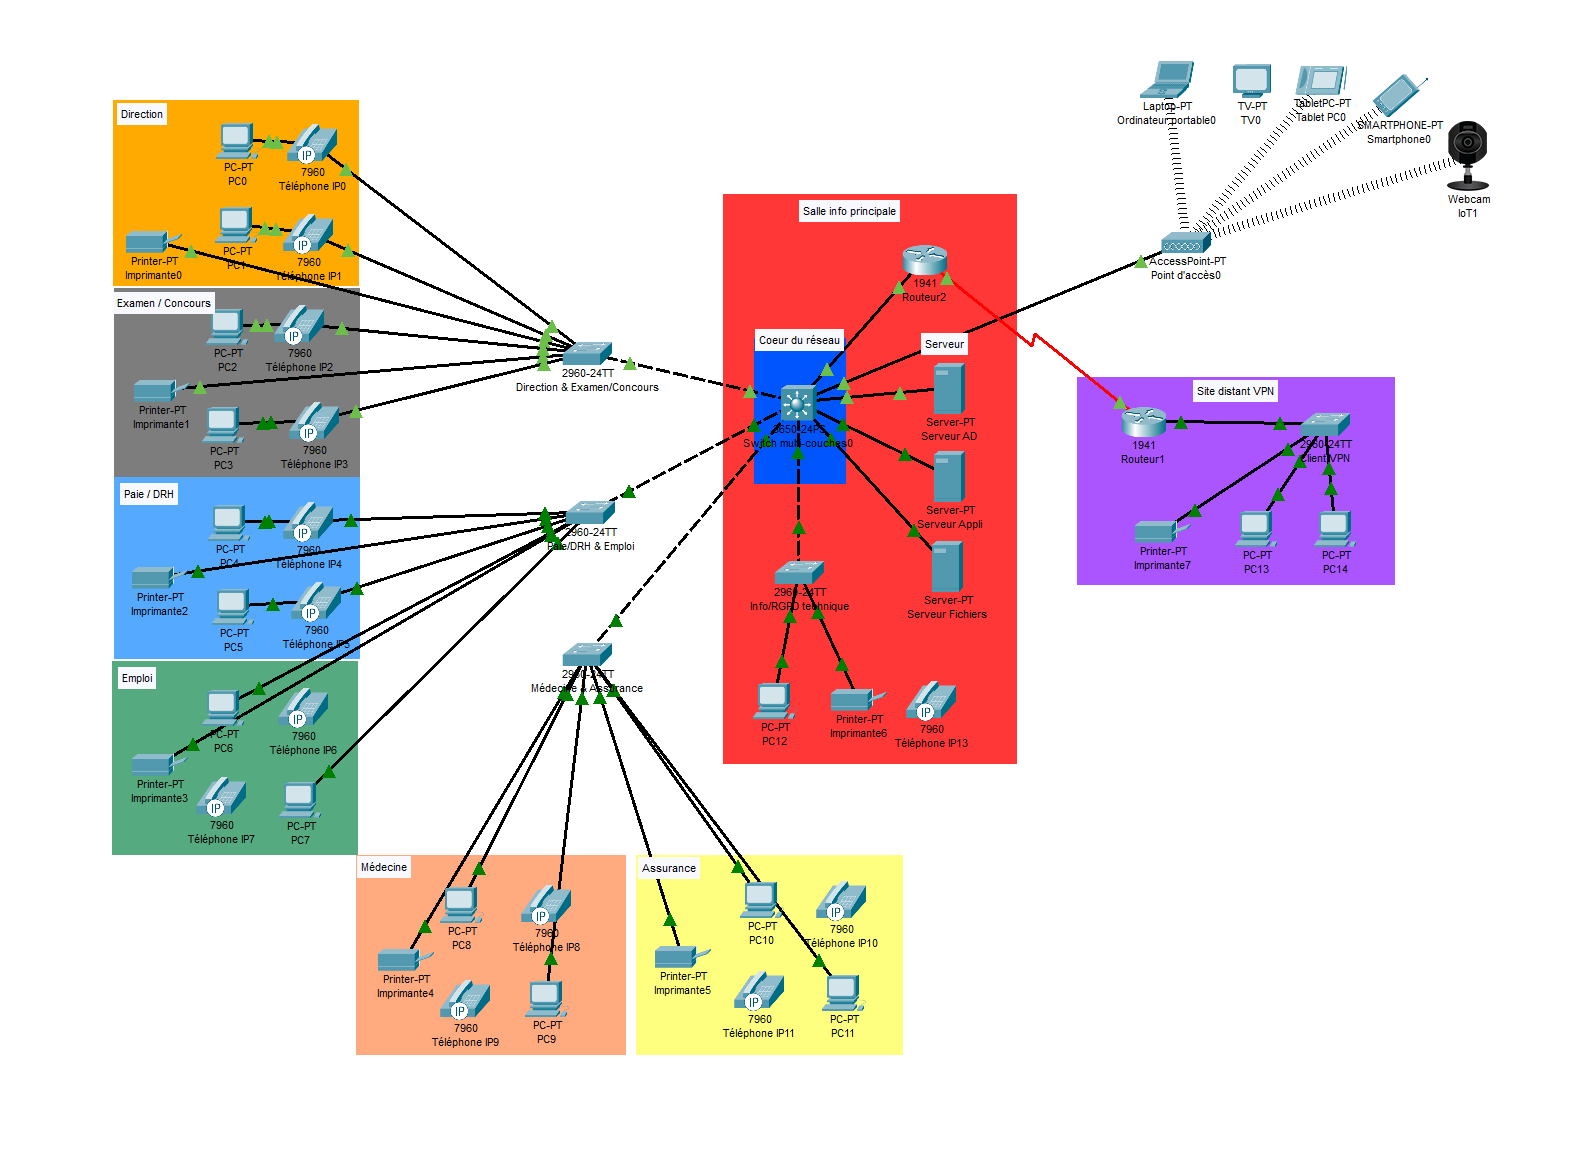 Direction
PC-PT
PC0
7960
Téléphone IP0
PC-PT
PC1
7960
Téléphone IP1
Printer-PT
Imprimante0
Examen / Concours
PC-PT
PC2
7960
Téléphone IP2
Printer-PT
Imprimante1
PC-PT
PC3
7960
Téléphone IP3
Paie / DRH
PC-PT
PC4
7960
Téléphone IP4
Printer-PT
Imprimante2
PC-PT
PC5
7960
Téléphone IP5
Emploi
PC-PT
PC6
7960
Téléphone IP6
Printer-PT
Imprimante3
7960
Téléphone IP7
PC-PT
PC7
2960-24TT
Direction & Examen/Concours
2960-24TT
Paie/DRH & Emploi
2960-24TT
Médecine & Assurance
Médecine
PC-PT
PC8
7960
Téléphone IP8
Printer-PT
Imprimante4
7960
Téléphone IP9
PC-PT
PC9
Assurance
PC-PT
PC10
7960
Téléphone IP10
Printer-PT
Imprimante5
7960
Téléphone IP11
PC-PT
PC11
Salle info principale
1941
Routeur2
Coeur du réseau
3650-24PS
Switch multi-couches0
Serveur
Server-PT
Serveur AD
Server-PT
Serveur Appli
Server-PT
Serveur Fichiers
2960-24TT
Info/RGPD technique
PC-PT
PC12
Printer-PT
Imprimante6
7960
Téléphone IP13
Laptop-PT
Ordinateur portable0
TV-PT
TV0
TabletPC-PT
Tablet PC0
SMARTPHONE-PT
Smartphone0
Webcam
IoT1
AccessPoint-PT
Point d'accès0
Site distant VPN
1941
Routeur1
2960-24TT
Client VPN
Printer-PT
Imprimante7
PC-PT
PC13
PC-PT
PC14